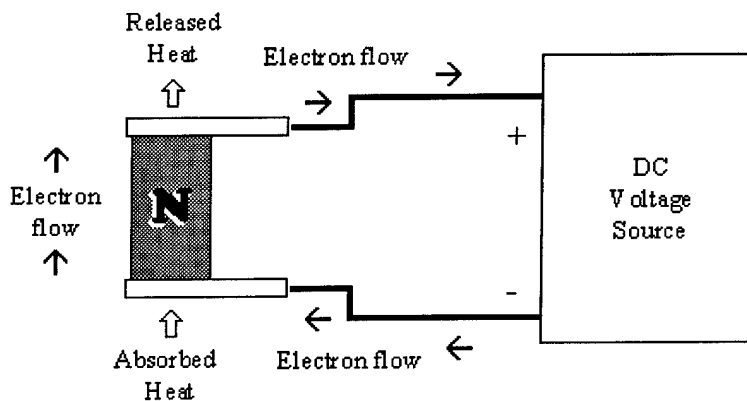 Released
Heat
Electron flow
+
DC
Voltage
Source
Electron
flow
N
-
Absorbed
Heat
Electron flow